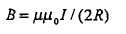 B = μμ₀I / (2R)